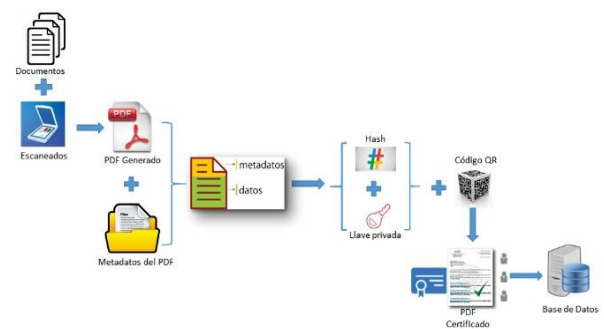 Documentos
Escaneados
PDF
PDF Generado
Metadatos del PDF
metadatos
datos
Hash
Llave privada
Código QR
PDF
Certificado
Base de Datos